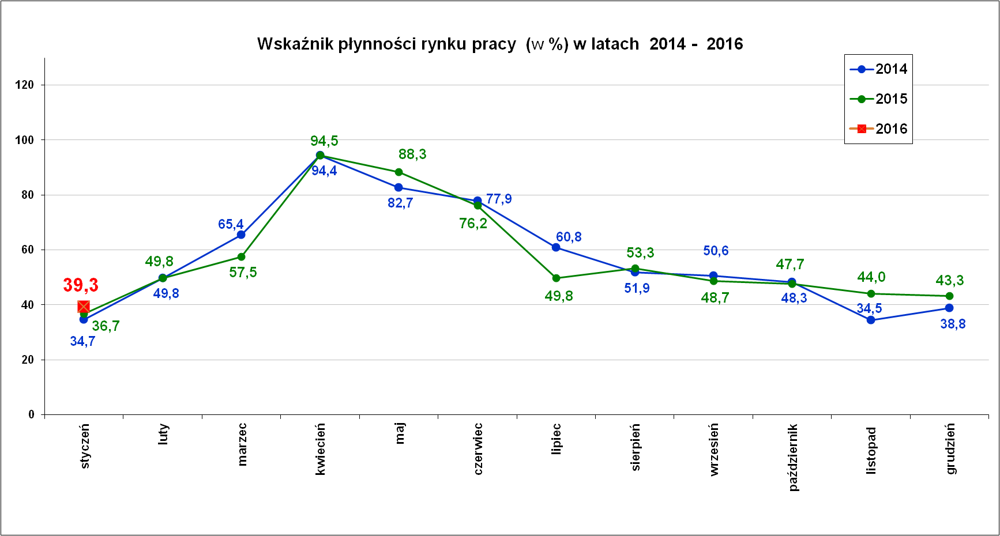 Wskaźnik płynności rynku pracy (w %) w latach 2014 - 2016
2014
2015
2016
120
100
80
60
40
20
0
39,3
36,7
34,7
49,8
49,8
65,4
57,5
94,5
94,4
88,3
82,7
77,9
76,2
60,8
49,8
53,3
51,9
50,6
48,7
47,7
48,3
44,0
34,5
43,3
38,8
styczeń
luty
marzec
kwiecień
maj
czerwiec
lipiec
sierpień
wrzesień
październik
listopad
grudzień